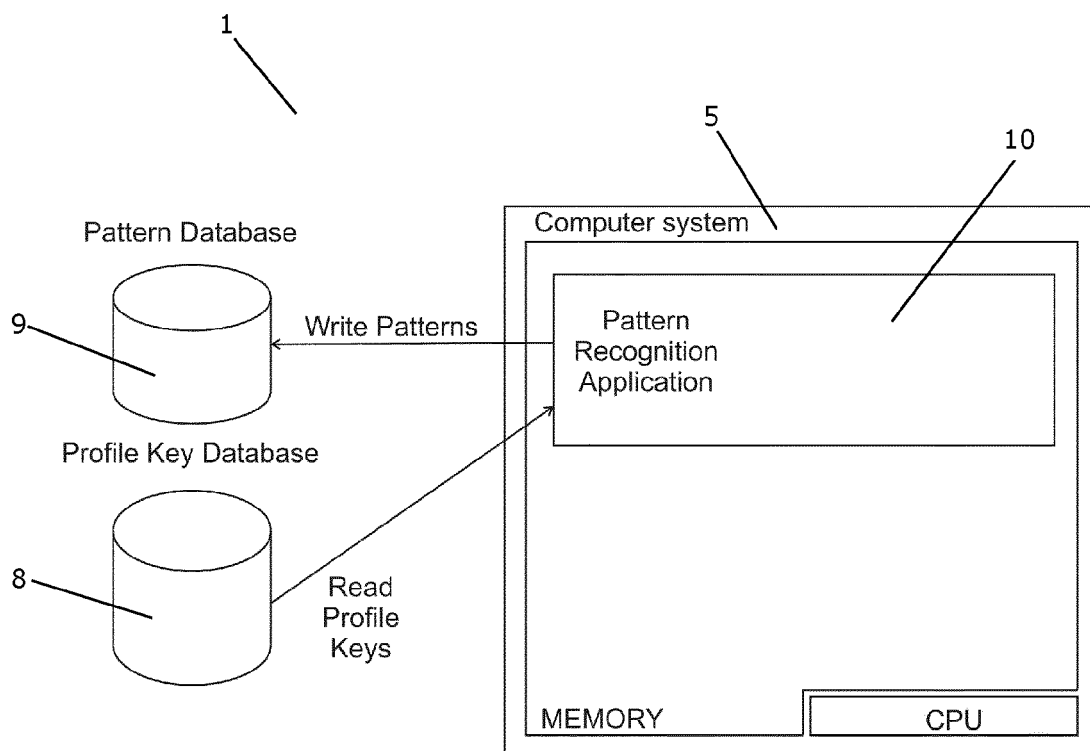 1
5
10
Computer system
Pattern Database
9
Write Patterns
Pattern
Recognition
Application
Profile Key Database
8
Read
Profile
Keys
MEMORY
CPU